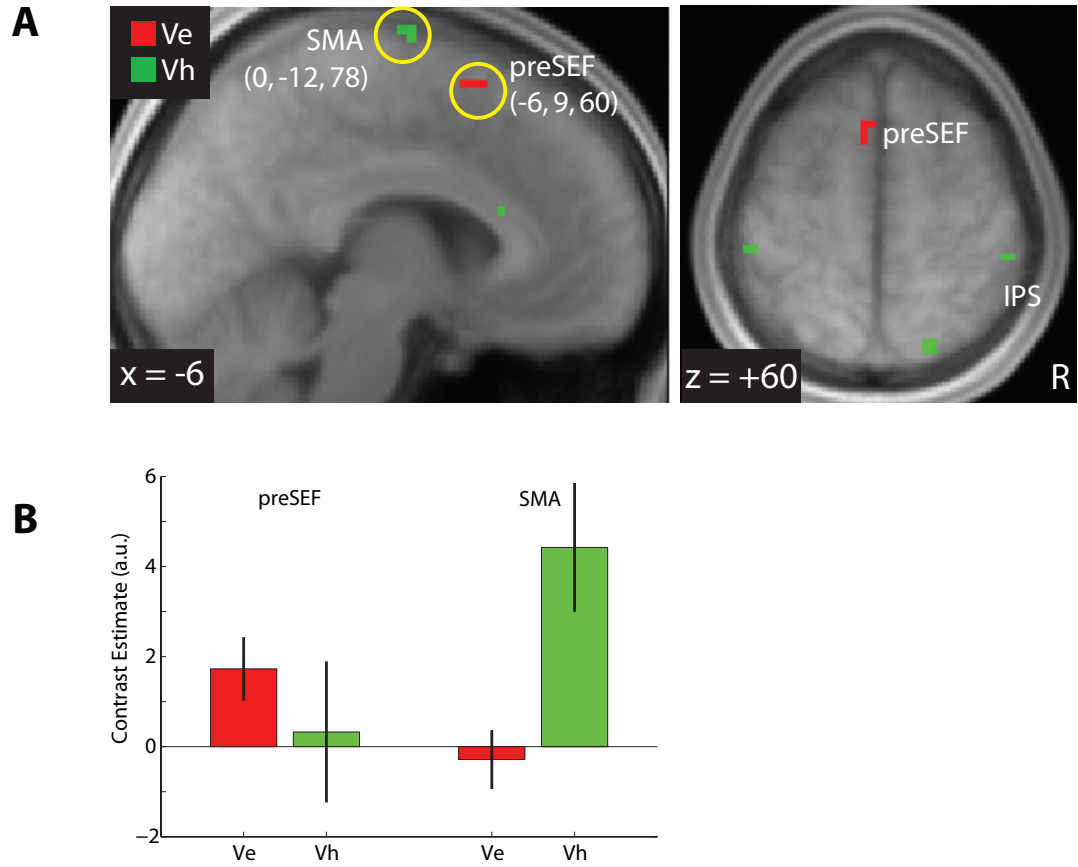 A
Ve
Vh
SMA
(0, -12, 78)
preSEF
(-6, 9, 60)
x = -6
preSEF
IPS
z = +60
R
B
Contrast Estimate (a.u.)
6
4
2
0
−2
preSEF
SMA
Ve
Vh
Ve
Vh